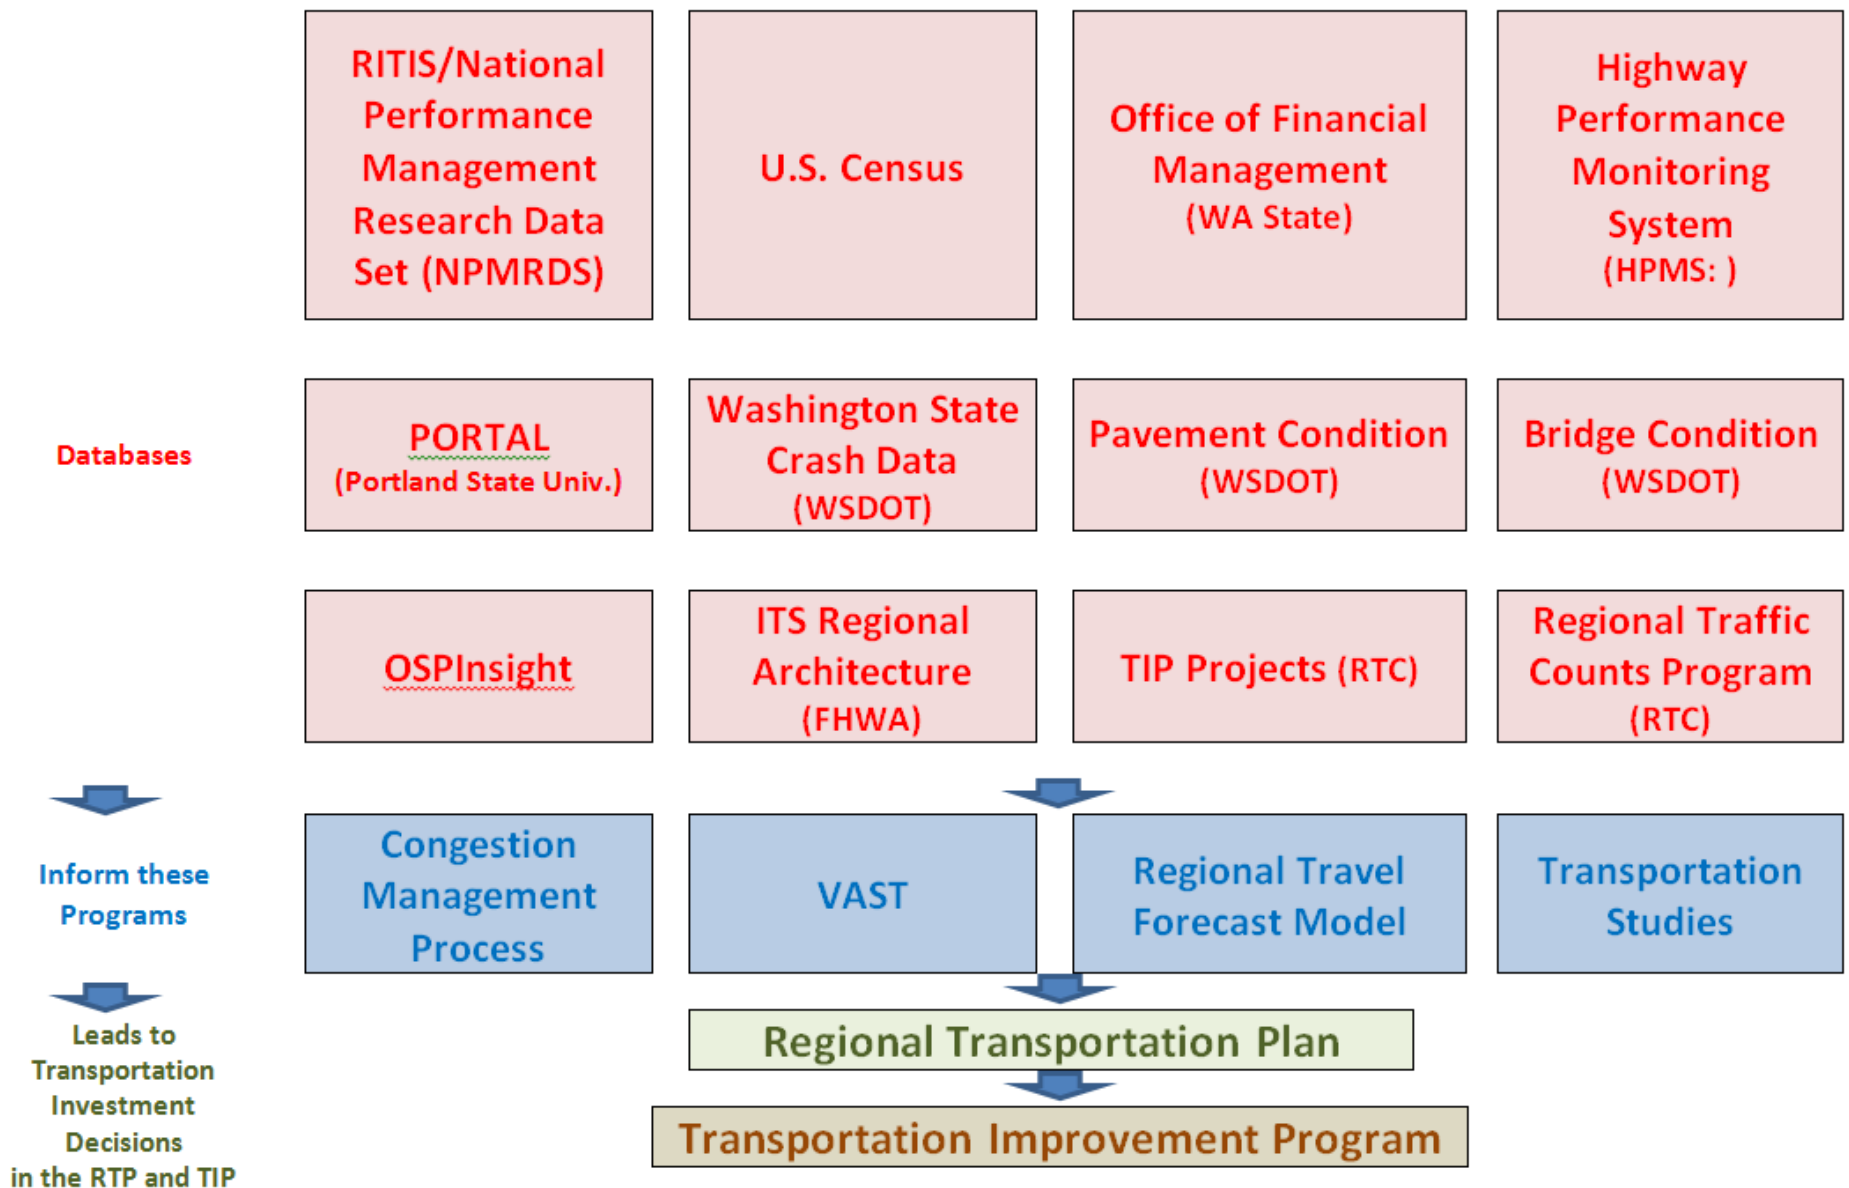 RITIS/National
Performance
Management
Research Data
Set (NPMRDS)
U.S. Census
Office of Financial
Management
(WA State)
Highway
Performance
Monitoring
System
(HPMS: )
Databases
PORTAL
(Portland State Univ.)
Washington State
Crash Data
(WSDOT)
Pavement Condition
(WSDOT)
Bridge Condition
(WSDOT)
OSPInsight
ITS Regional
Architecture
(FHWA)
TIP Projects (RTC)
Regional Traffic
Counts Program
(RTC)
Inform these
Programs
Congestion
Management
Process
VAST
Regional Travel
Forecast Model
Transportation
Studies
Leads to
Transportation
Investment
Decisions
in the RTP and TIP
Regional Transportation Plan
Transportation Improvement Program